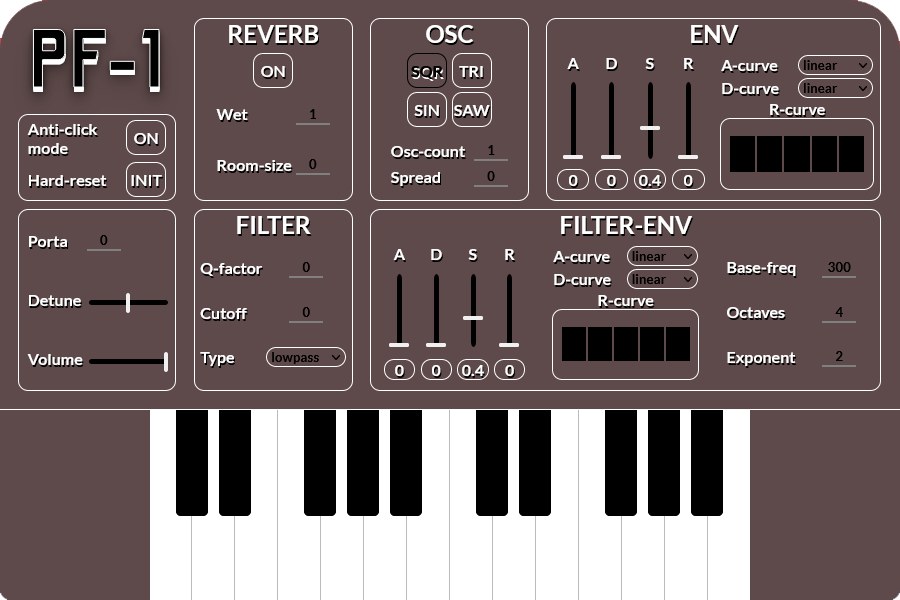 PF-1
Anti-click
mode
ON
Hard-reset
INIT
REVERB
ON
Wet 1
Room-size 0
OSC
SQR TRI
SIN SAW
Osc-count 1
Spread 0
ENV
A D S R
0 0 0.4 0
A-curve linear
D-curve linear
R-curve
Porta 0
Detune
Volume
FILTER
Q-factor 0
Cutoff 0
Type lowpass
FILTER-ENV
A D S R
0 0 0.4 0
A-curve linear
D-curve linear
R-curve
Base-freq 300
Octaves 4
Exponent 2